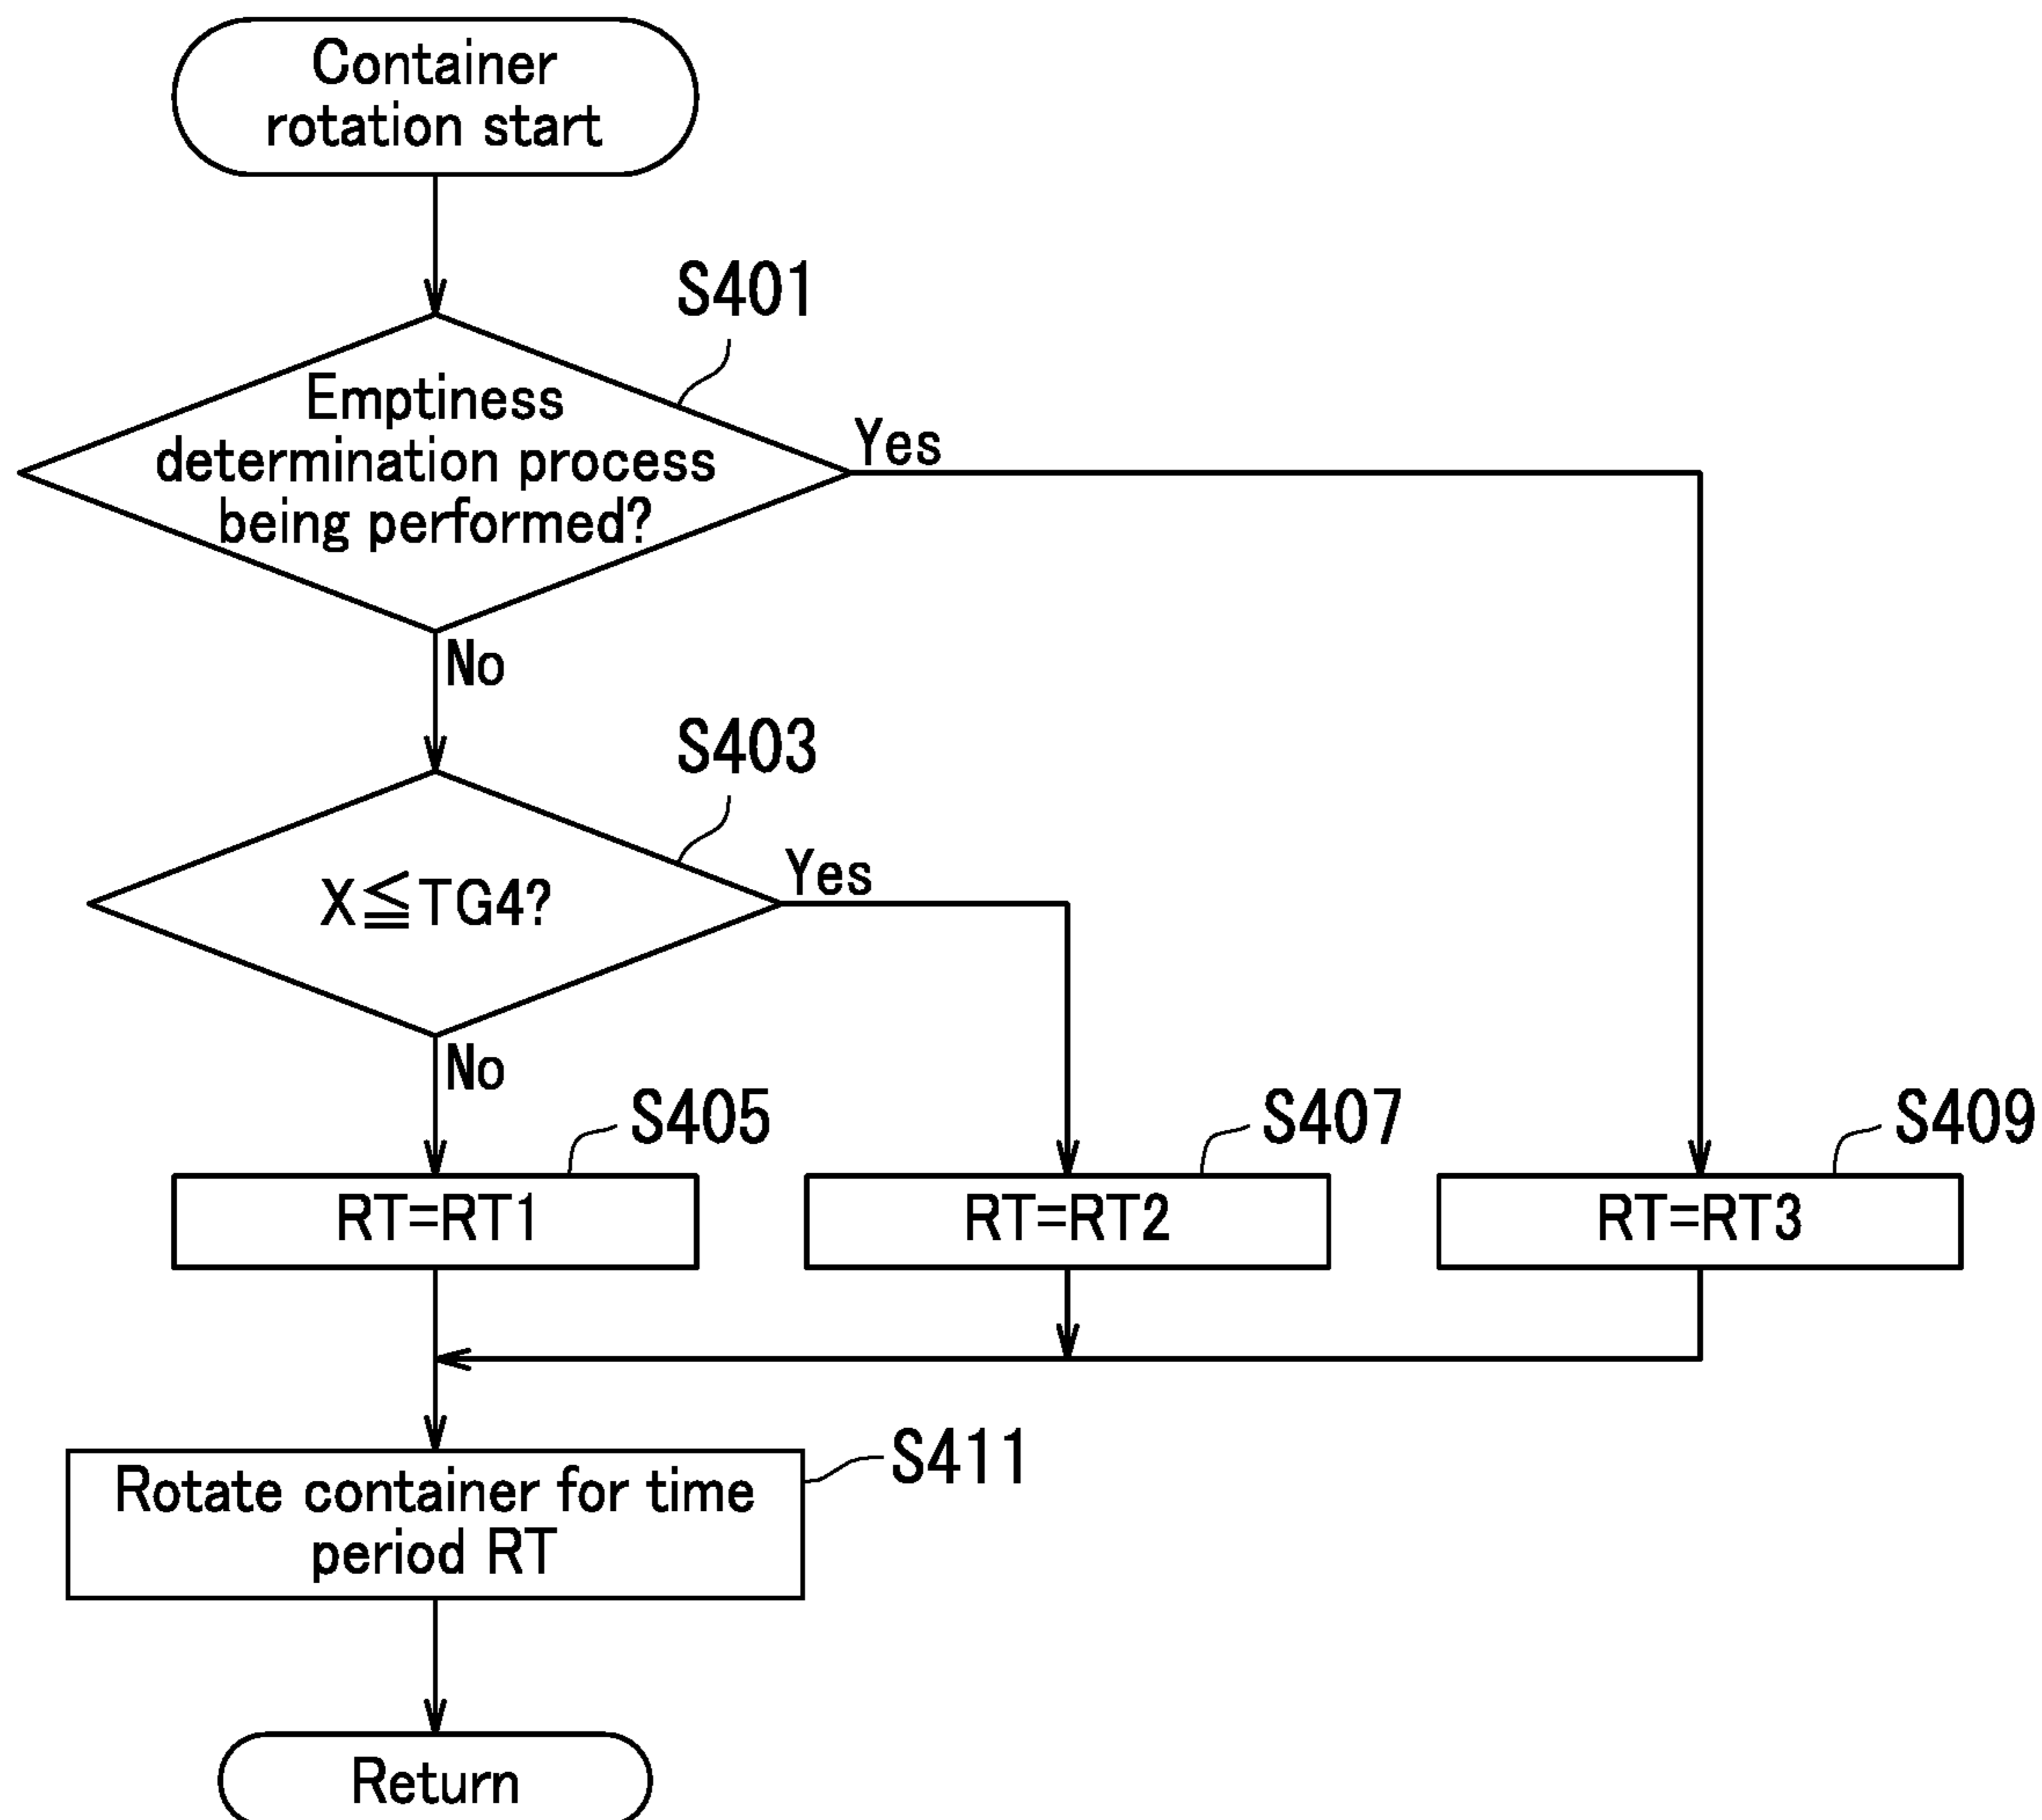 Container
rotation start
S401
Emptiness
determination process
being performed?
Yes
No
S403
X≦TG4?
Yes
No
S405
S407
S409
RT=RT1
RT=RT2
RT=RT3
S411
Rotate container for time
period RT
Return